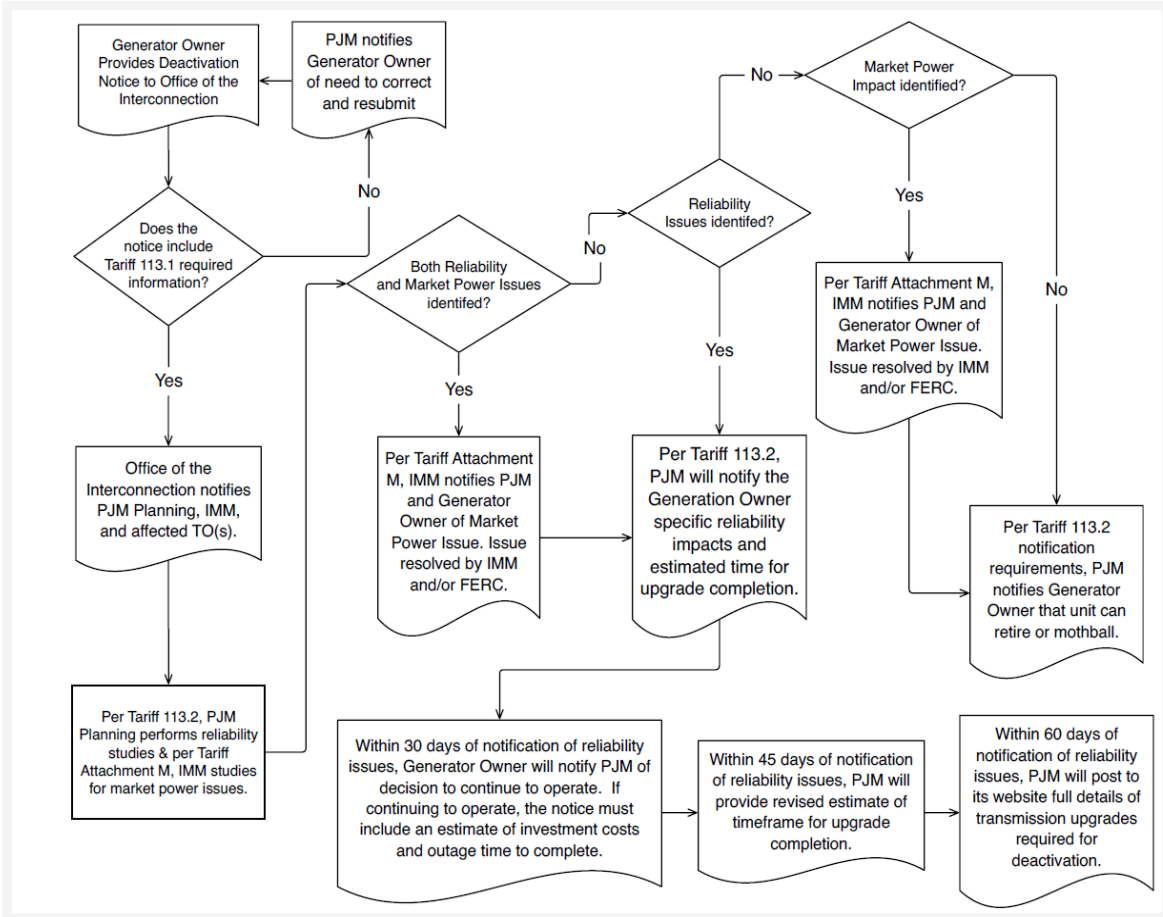 Generator Owner
Provides Deactivation
Notice to Office of the
Interconnection
PJM notifies
Generator Owner
of need to correct
and resubmit
No
Does the
notice include
Tariff 113.1 required
information?
Yes
Office of the
Interconnection notifies
PJM Planning, IMM,
and affected TO(s).
Per Tariff 113.2, PJM
Planning performs reliability
studies & per Tariff
Attachment M, IMM studies
for market power issues.
Both Reliability
and Market Power Issues
identifed?
No
Yes
Per Tariff Attachment
M, IMM notifies PJM
and Generator
Owner of Market
Power Issue. Issue
resolved by IMM
and/or FERC.
Reliability
Issues identifed?
No
Yes
Per Tariff 113.2,
PJM will notify the
Generation Owner
specific reliability
impacts and
estimated time for
upgrade completion.
Market Power
Impact identified?
Yes
No
Per Tariff Attachment M,
IMM notifies PJM and
Generator Owner of
Market Power Issue.
Issue resolved by IMM
and/or FERC.
Per Tariff 113.2
notification
requirements, PJM
notifies Generator
Owner that unit can
retire or mothball.
Within 30 days of notification of reliability
issues, Generator Owner will notify PJM of
decision to continue to operate. If
continuing to operate, the notice must
include an estimate of investment costs
and outage time to complete.
Within 45 days of notification
of reliability issues, PJM will
provide revised estimate of
timeframe for upgrade
completion.
Within 60 days of
notification of reliability
issues, PJM will post to
its website full details of
transmission upgrades
required for
deactivation.